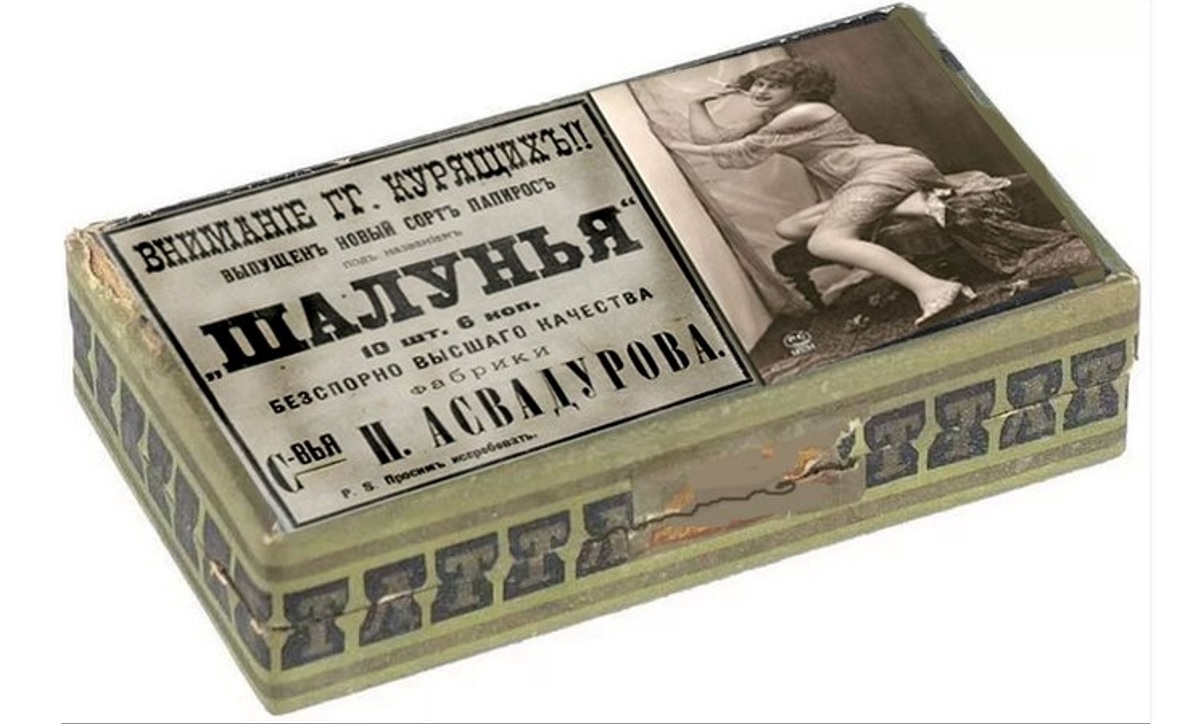 ВНИМАНІЕ ГГ. КУРЯЩИХЪ!!
ВЫПУЩЕНЪ НОВЫЙ СОРТЪ ПАПИРОСЪ
подъ названіемъ
„ШАЛУНЬЯ“
10 шт. 6 коп.
БЕЗСПОРНО ВЫСШАГО КАЧЕСТВА
фабрики
С-ВЬЯ И. АСВАДУРОВА.
P. S. Просимъ испробовать.
PC